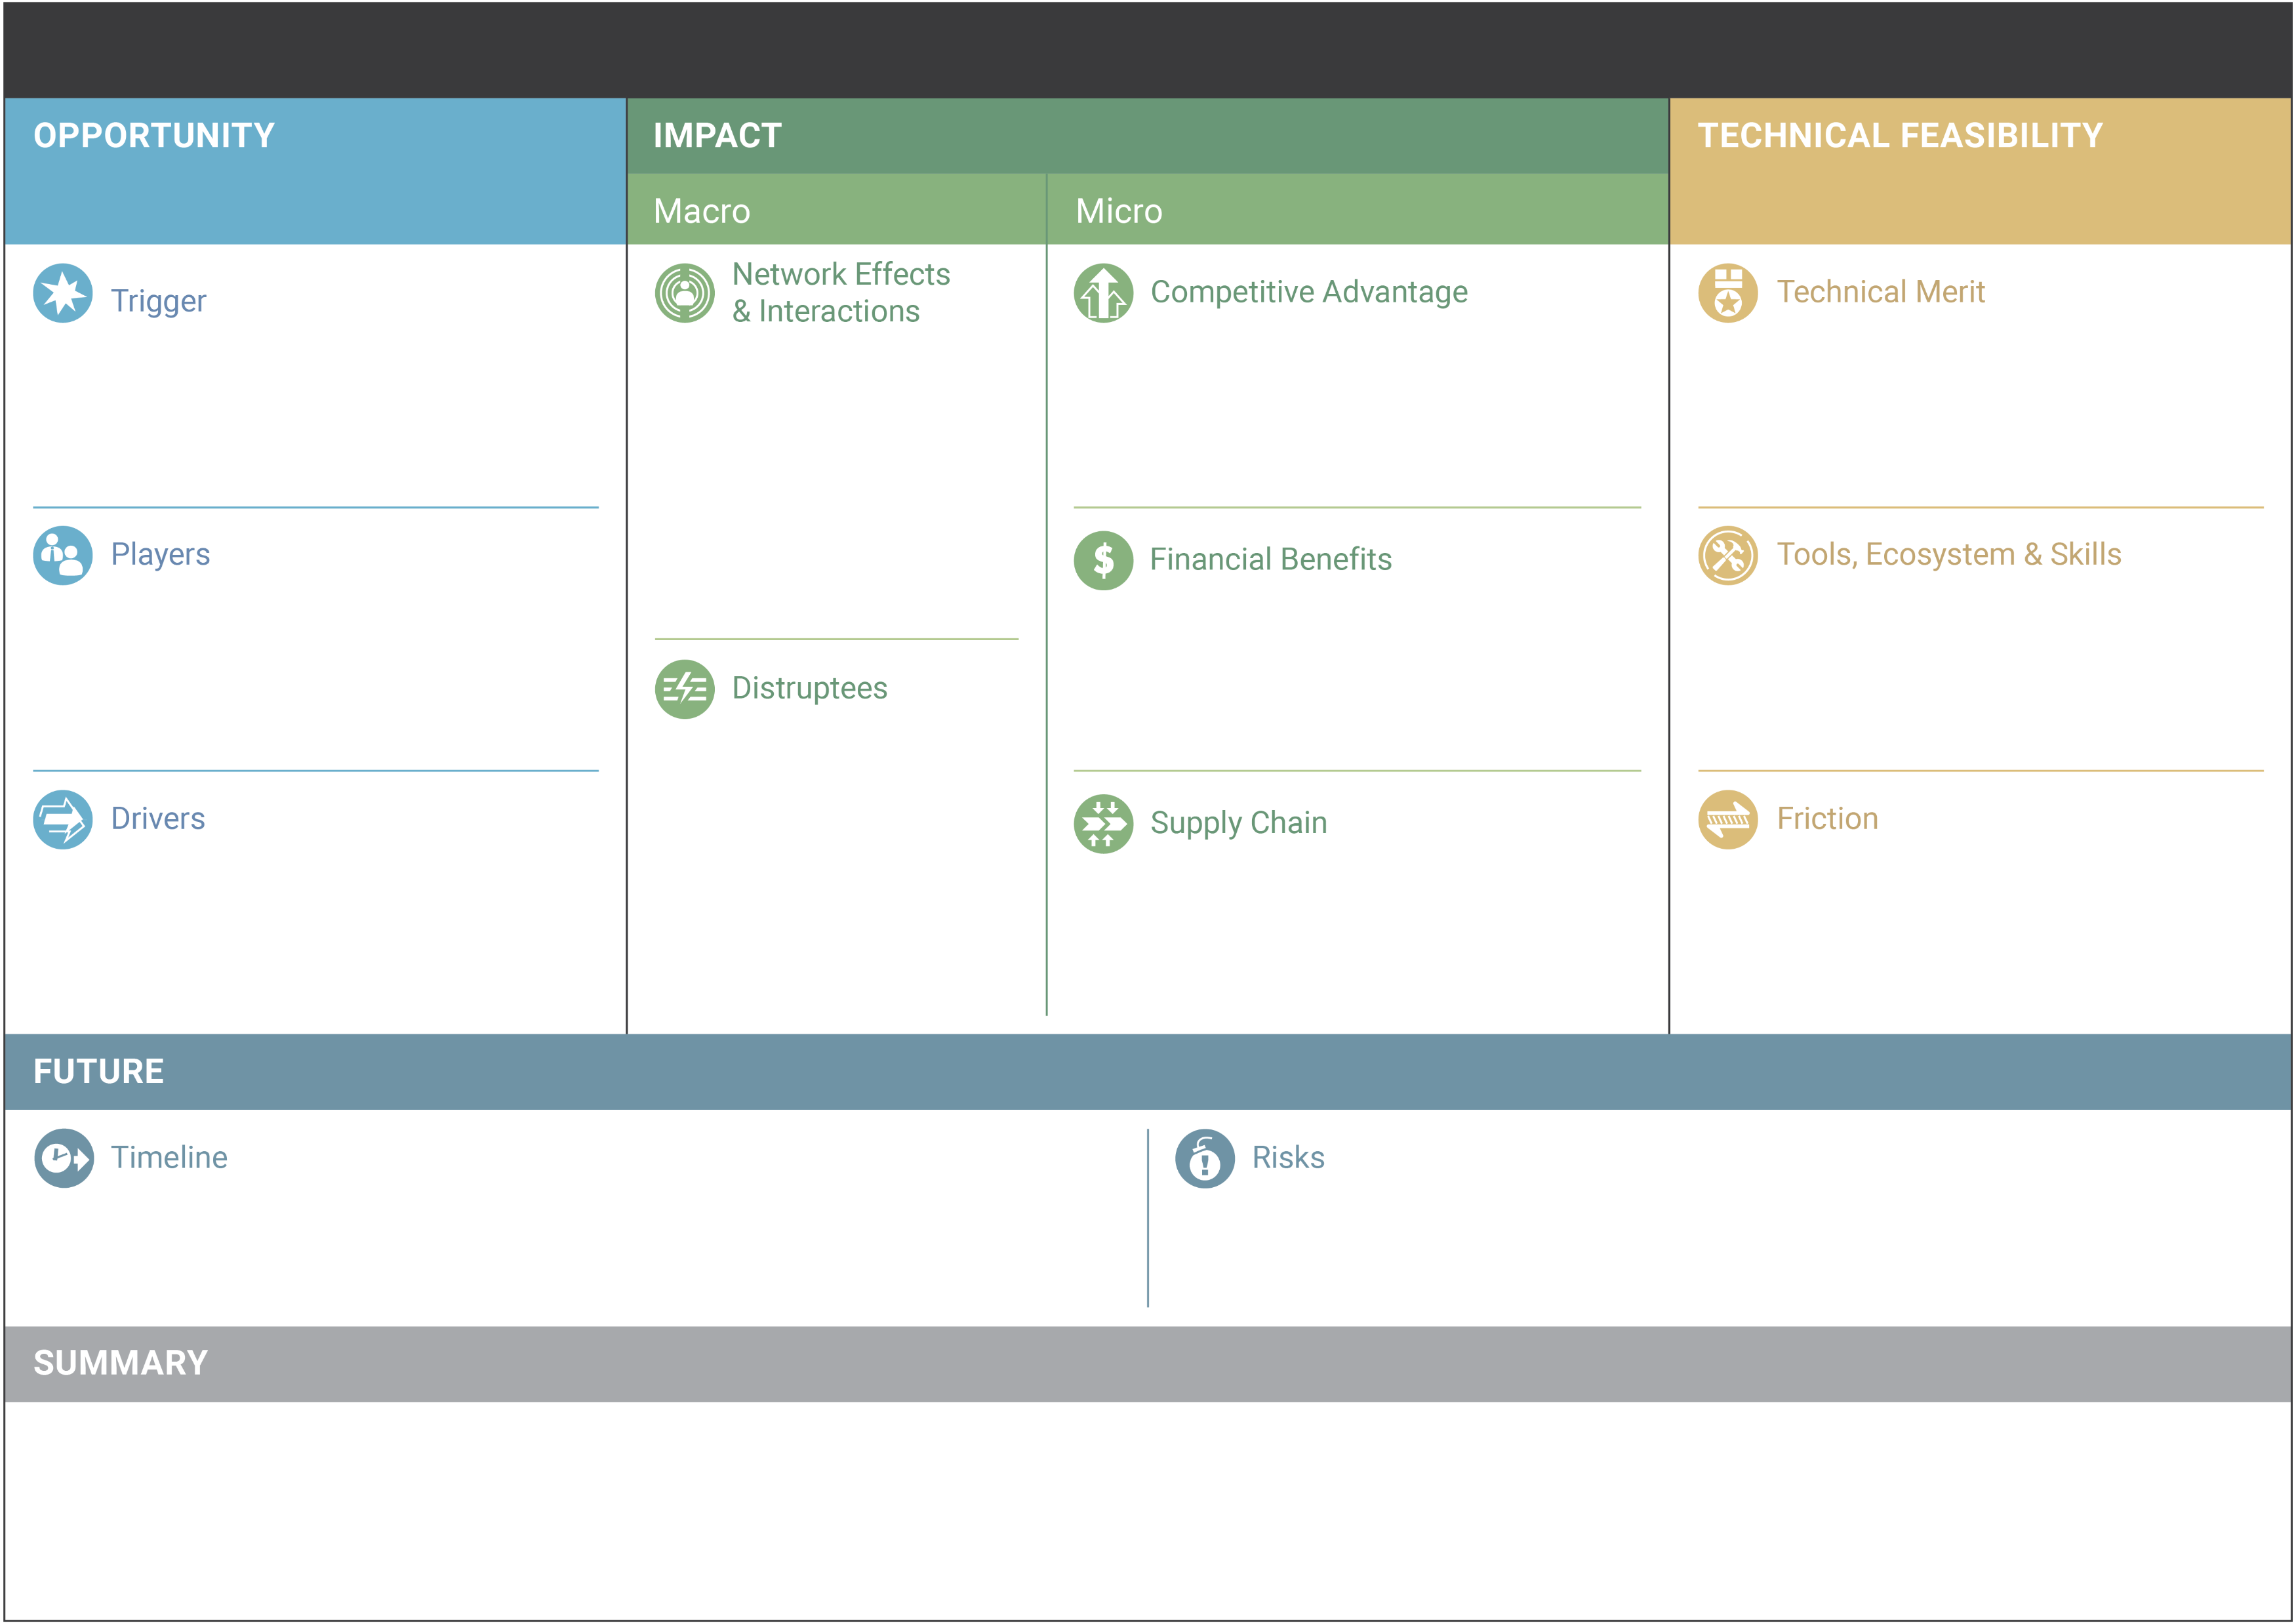 OPPORTUNITY
IMPACT
TECHNICAL FEASIBILITY
Macro
Micro
Trigger
Players
Drivers
Network Effects
& Interactions
Distruptees
Competitive Advantage
$
Financial Benefits
Supply Chain
Technical Merit
Tools, Ecosystem & Skills
Friction
FUTURE
Timeline
!
Risks
SUMMARY